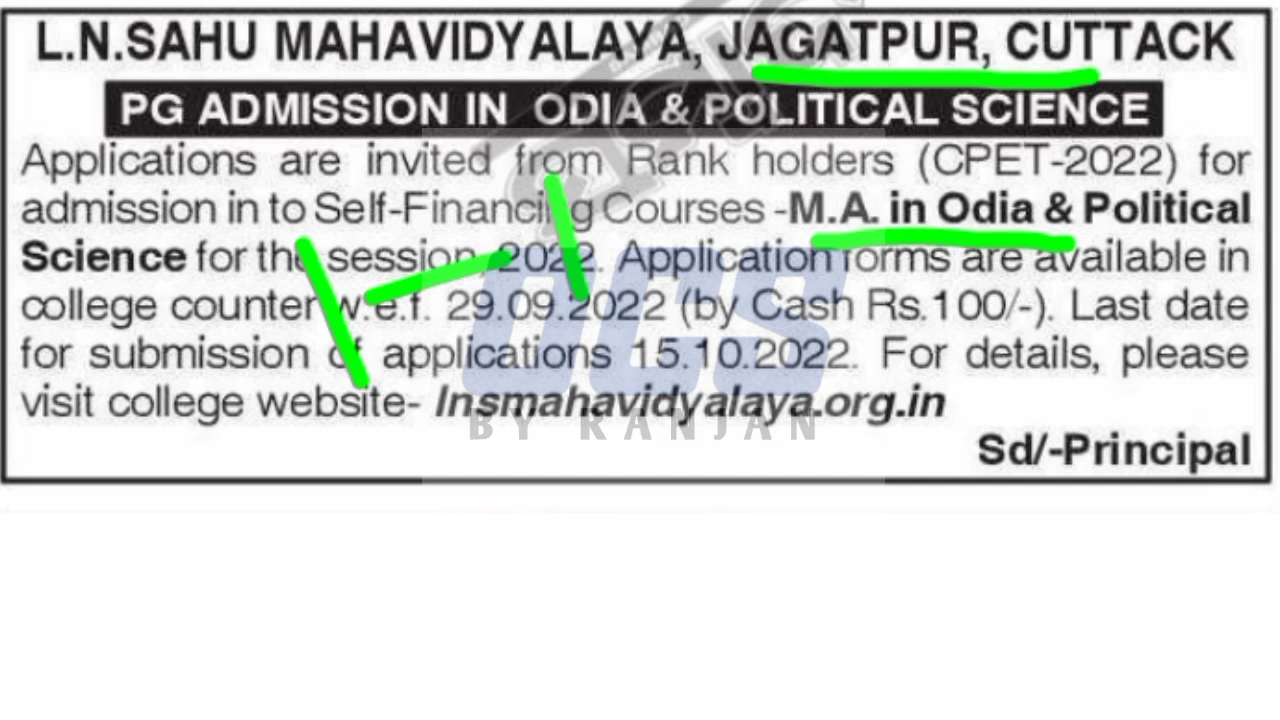 L.N.SAHU MAHAVIDYALAYA, JAGATPUR, CUTTACK
PG ADMISSION IN ODIA & POLITICAL SCIENCE
Applications are invited from Rank holders (CPET-2022) for
admission in to Self-Financing Courses -M.A. in Odia & Political
Science for the session 2022. Application forms are available in
college counter w.e.f. 29.09.2022 (by Cash Rs.100/-). Last date
for submission of applications 15.10.2022. For details, please
visit college website- lnsmahavidyalaya.org.in
Sd/-Principal
OCS
BY RANJAN